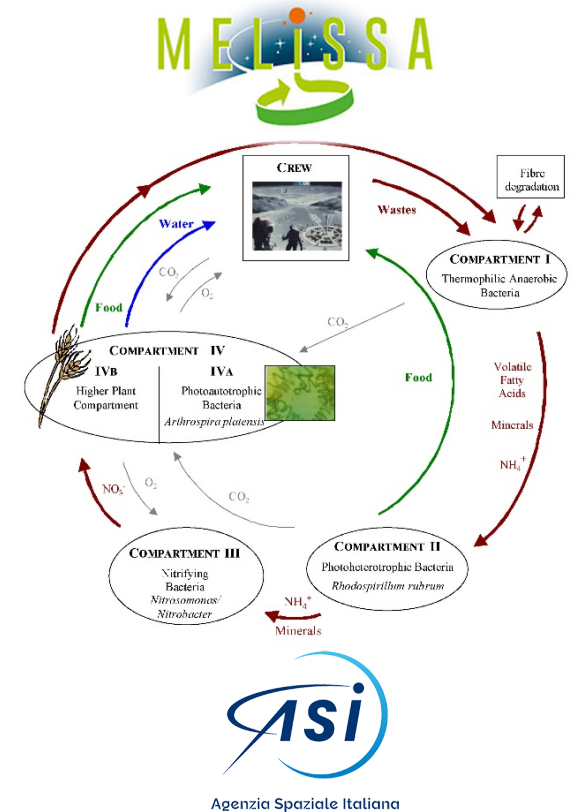 MELiSSA
CREW
Fibre
degradation
Wastes
Water
COMPARTMENT I
Thermophilic Anaerobic
Bacteria
CO2
O2
Food
CO2
COMPARTMENT IV
IVB
IVA
Higher Plant
Compartment
Photoautotrophic
Bacteria
Arthrospira platensis
Food
Volatile
Fatty
Acids
Minerals
NH4+
NO3-
O2
CO2
COMPARTMENT III
Nitrifying
Bacteria
Nitrosomonas/
Nitrobacter
COMPARTMENT II
Photoheterotrophic Bacteria
Rhodospirillum rubrum
NH4+
Minerals
ASi
Agenzia Spaziale Italiana